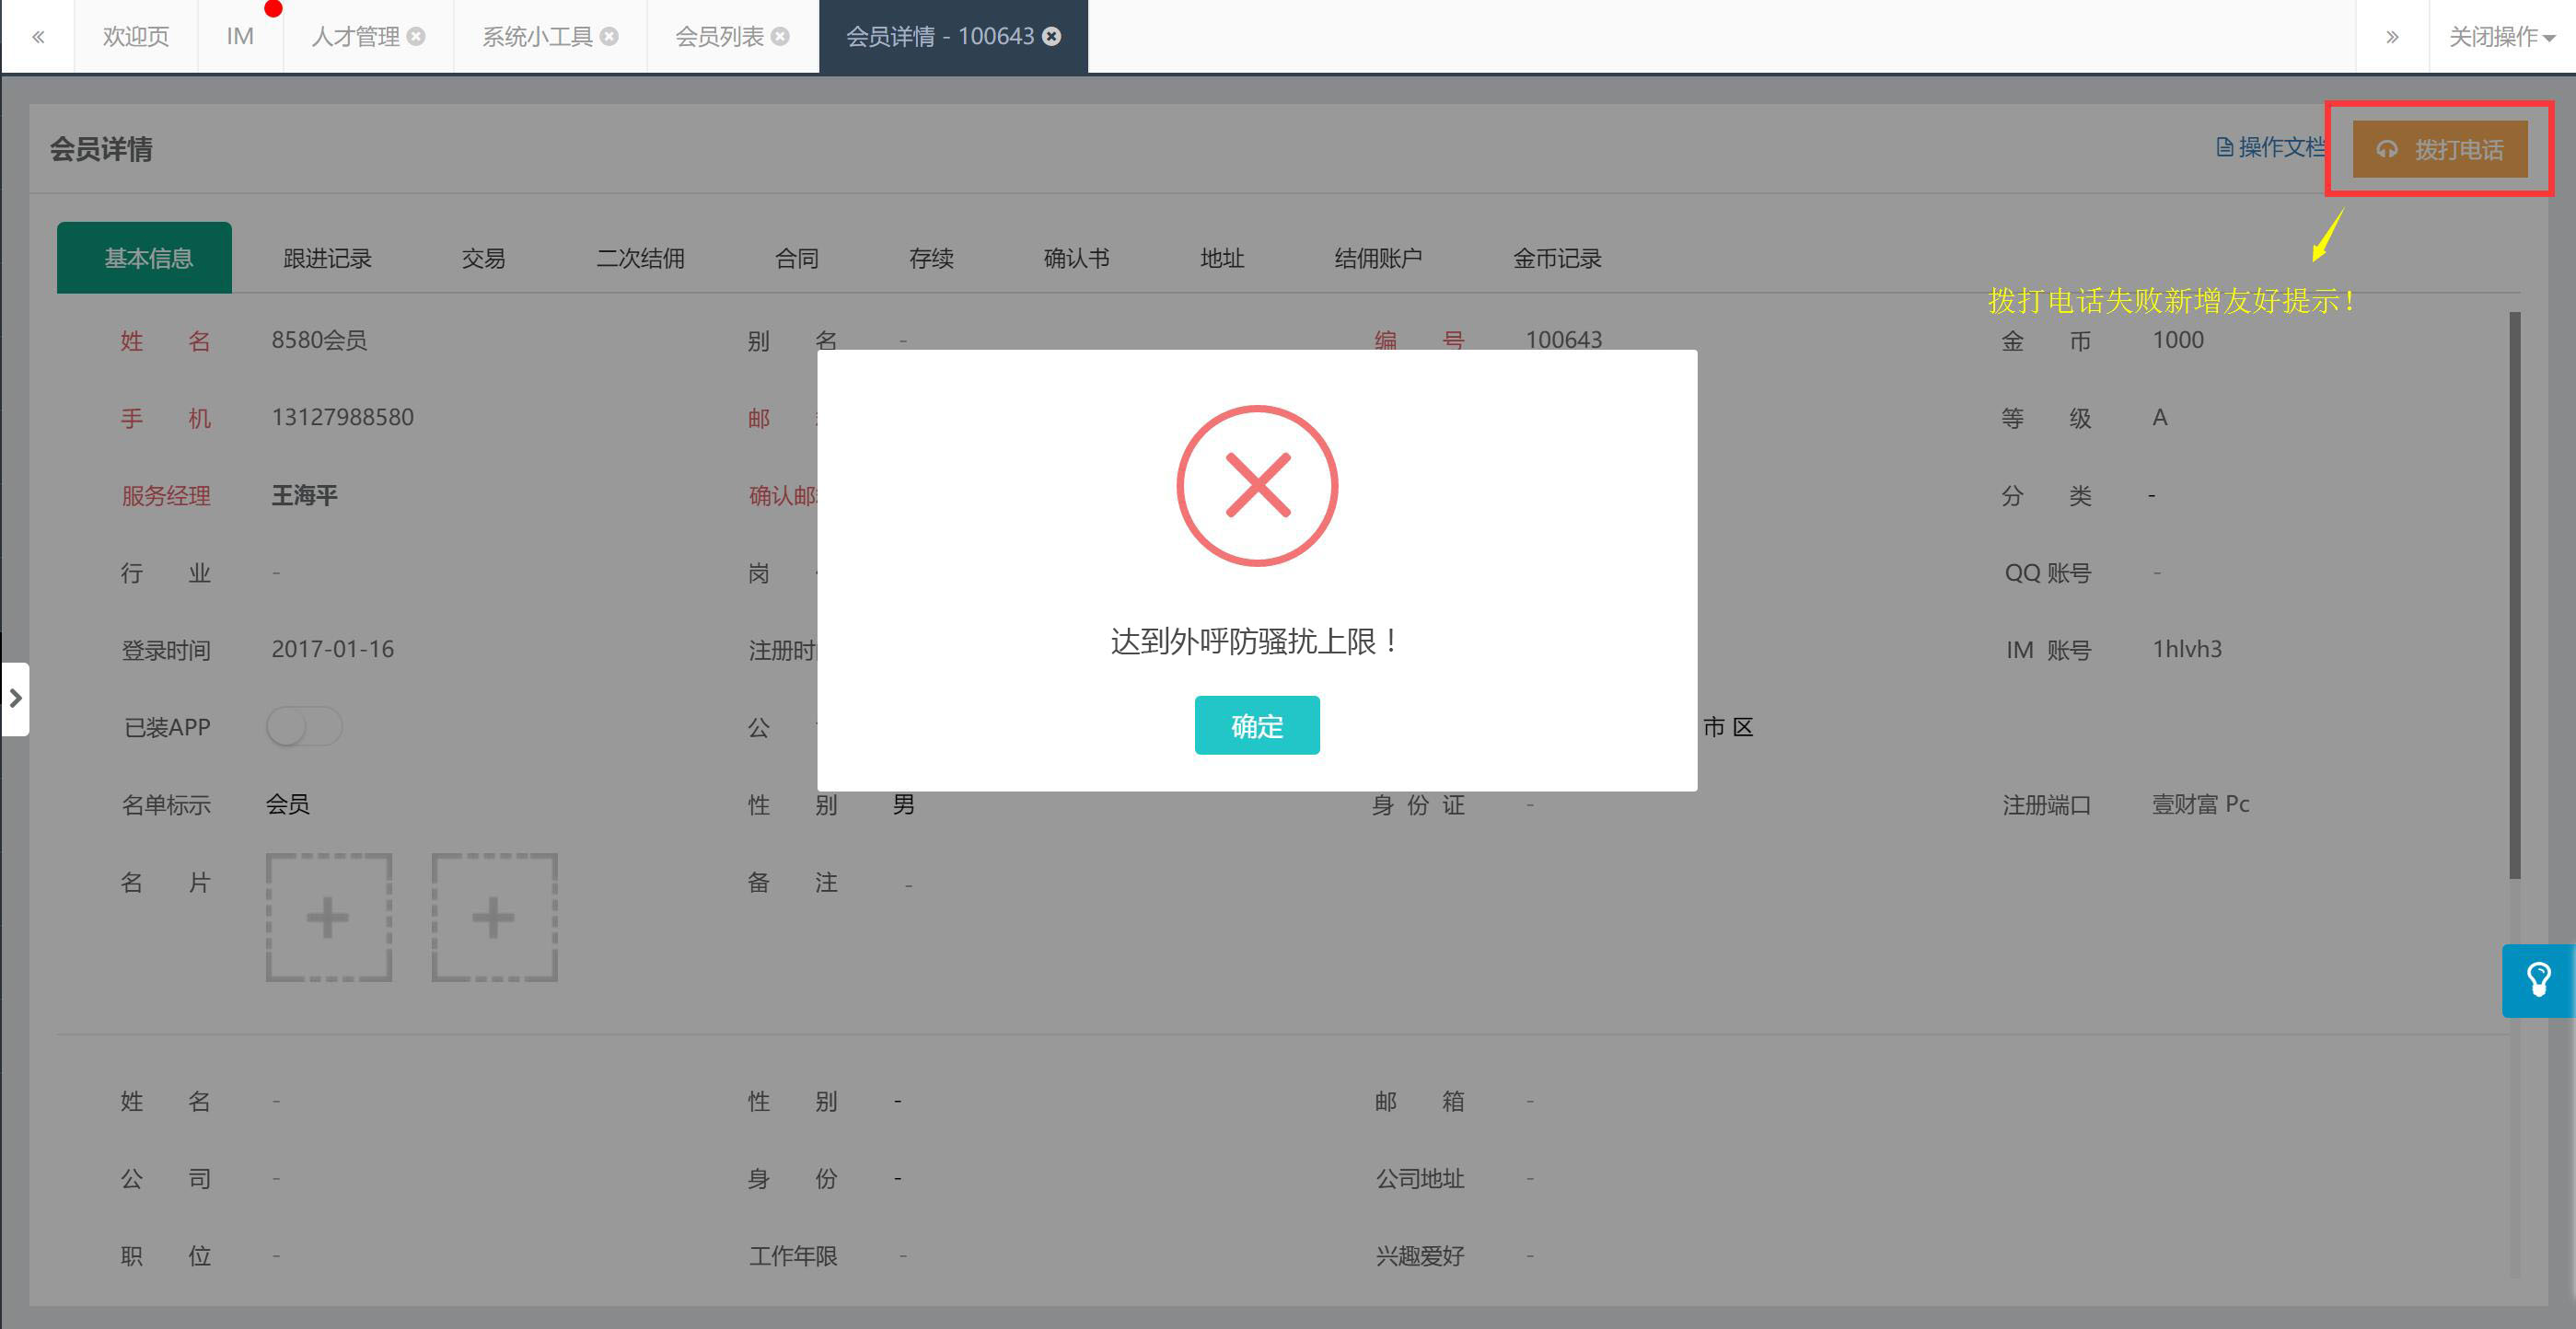 « 欢迎页 IM 人才管理 系统小工具 会员列表 会员详情 - 100643 » 关闭操作
会员详情 操作文档 拨打电话
基本信息 跟进记录 交易 二次结佣 合同 存续 确认书 地址 结佣账户 金币记录
拨打电话失败新增友好提示！
姓 名 8580会员 别 名 - 编 号 100643 金 币 1000
手 机 13127988580 邮 等 级 A
服务经理 王海平 确认邮 分 类 -
行 业 - 岗 QQ 账号 -
达到外呼防骚扰上限！
登录时间 2017-01-16 注册时 IM 账号 1hlvh3
已装APP 公 市 区
确定
名单标示 会员 性 别 男 身 份 证 - 注册端口 壹财富 Pc
名 片 备 注 -
姓 名 - 性 别 - 邮 箱 -
公 司 - 身 份 - 公司地址 -
职 位 - 工作年限 - 兴趣爱好 -